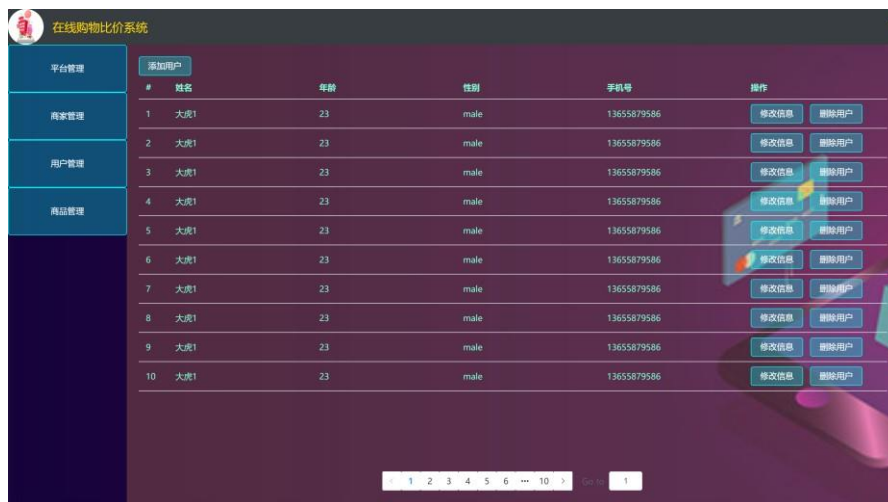 在线购物比价系统
平台管理
商家管理
用户管理
商品管理
添加用户
# 姓名 年龄 性别 手机号 操作
1 大虎1 23 male 13655879586 修改信息 删除用户
2 大虎1 23 male 13655879586 修改信息 删除用户
3 大虎1 23 male 13655879586 修改信息 删除用户
4 大虎1 23 male 13655879586 修改信息 删除用户
5 大虎1 23 male 13655879586 修改信息 删除用户
6 大虎1 23 male 13655879586 修改信息 删除用户
7 大虎1 23 male 13655879586 修改信息 删除用户
8 大虎1 23 male 13655879586 修改信息 删除用户
9 大虎1 23 male 13655879586 修改信息 删除用户
10 大虎1 23 male 13655879586 修改信息 删除用户
< 1 2 3 4 5 6 ··· 10 > Go to 1